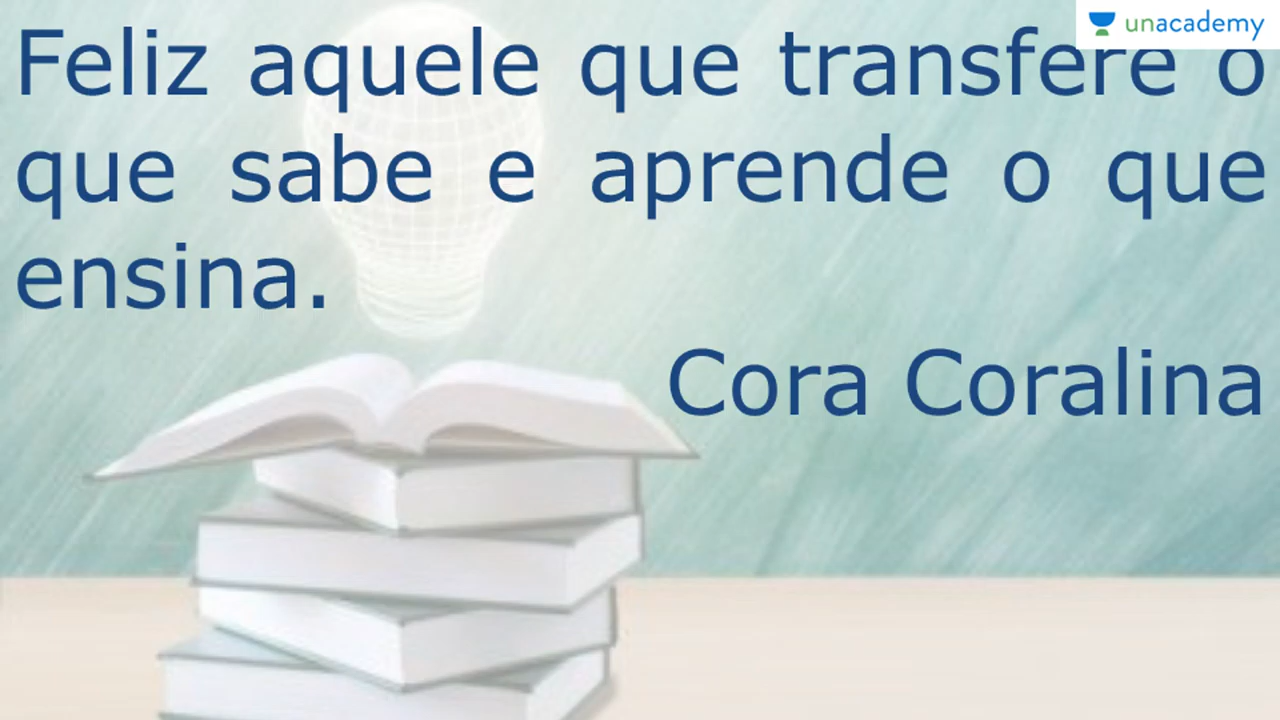 unacademy
Feliz aquele que transfere o
que sabe e aprende o que
ensina.
Cora Coralina